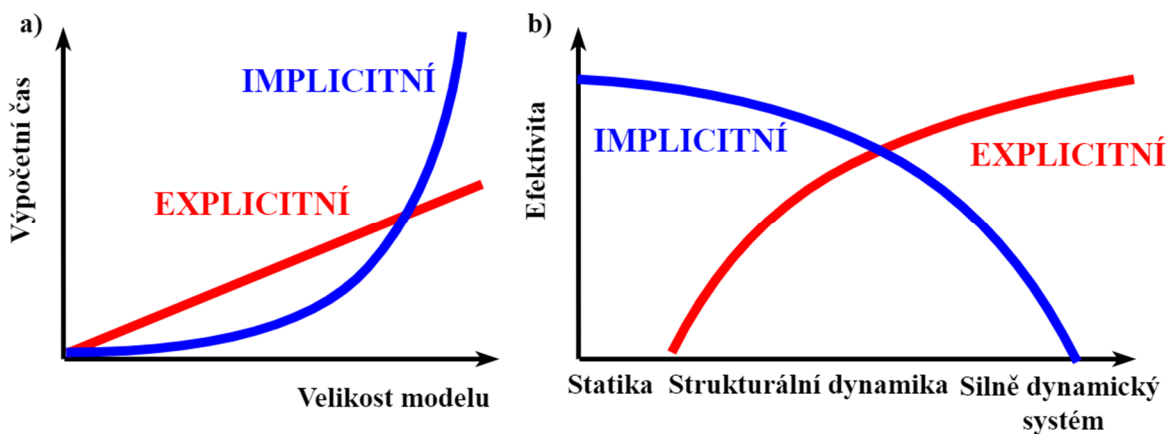 a)
Výpočetní čas
IMPLICITNÍ
EXPLICITNÍ
Velikost modelu
b)
Efektivita
IMPLICITNÍ
EXPLICITNÍ
Statika
Strukturální dynamika
Silně dynamický
systém